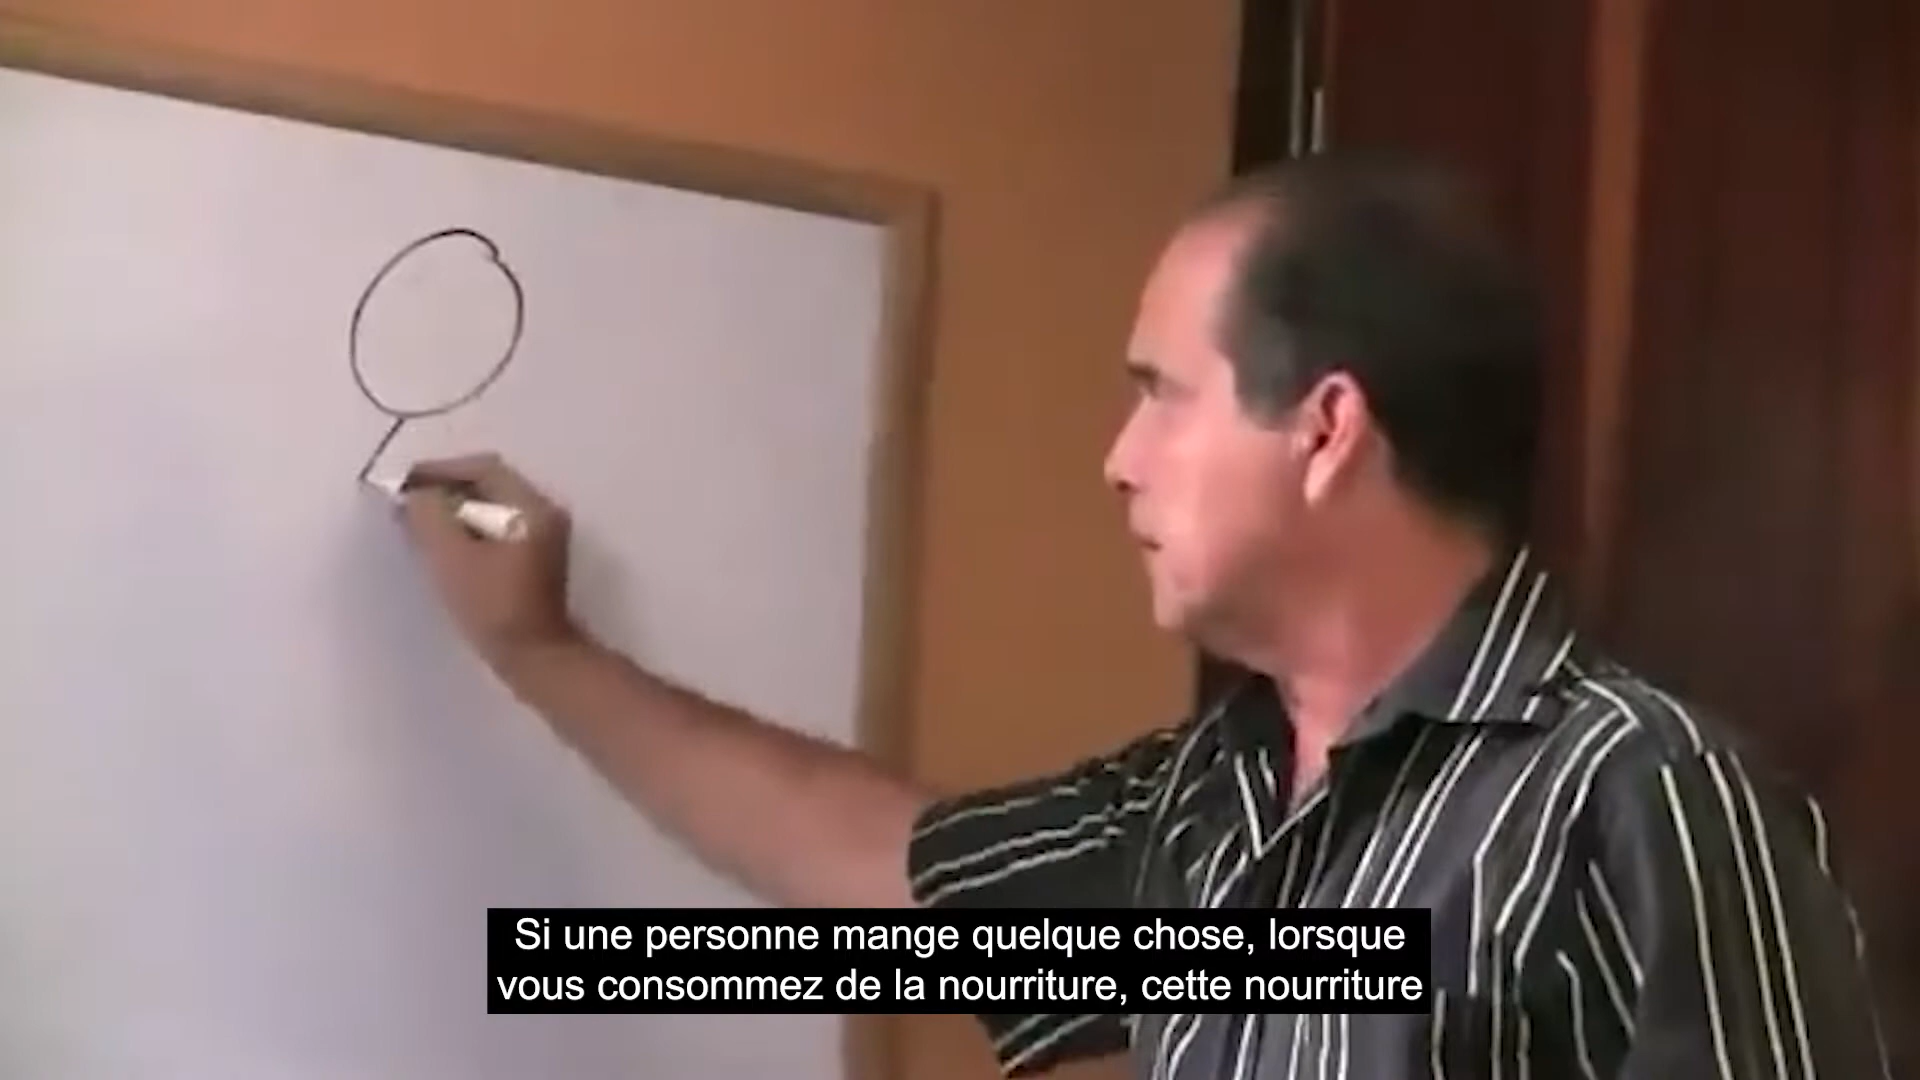 Si une personne mange quelque chose, lorsque
vous consommez de la nourriture, cette nourriture